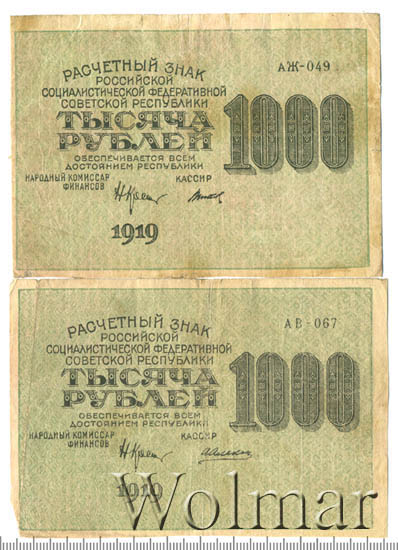 РАСЧЕТНЫЙ ЗНАК
АЖ-049
РОССИЙСКОЙ
СОЦИАЛИСТИЧЕСКОЙ ФЕДЕРАТИВНОЙ
СОВЕТСКОЙ РЕСПУБЛИКИ
ТЫСЯЧА
РУБЛЕЙ
1000
ОБЕСПЕЧИВАЕТСЯ ВСЕМ
ДОСТОЯНИЕМ РЕСПУБЛИКИ
НАРОДНЫЙ КОМИССАР
ФИНАНСОВ
КАССИР
1919
РАСЧЕТНЫЙ ЗНАК
АВ-067
РОССИЙСКОЙ
СОЦИАЛИСТИЧЕСКОЙ ФЕДЕРАТИВНОЙ
СОВЕТСКОЙ РЕСПУБЛИКИ
ТЫСЯЧА
РУБЛЕЙ
1000
ОБЕСПЕЧИВАЕТСЯ ВСЕМ
ДОСТОЯНИЕМ РЕСПУБЛИКИ
НАРОДНЫЙ КОМИССАР
ФИНАНСОВ
КАССИР
1919
Wolmar